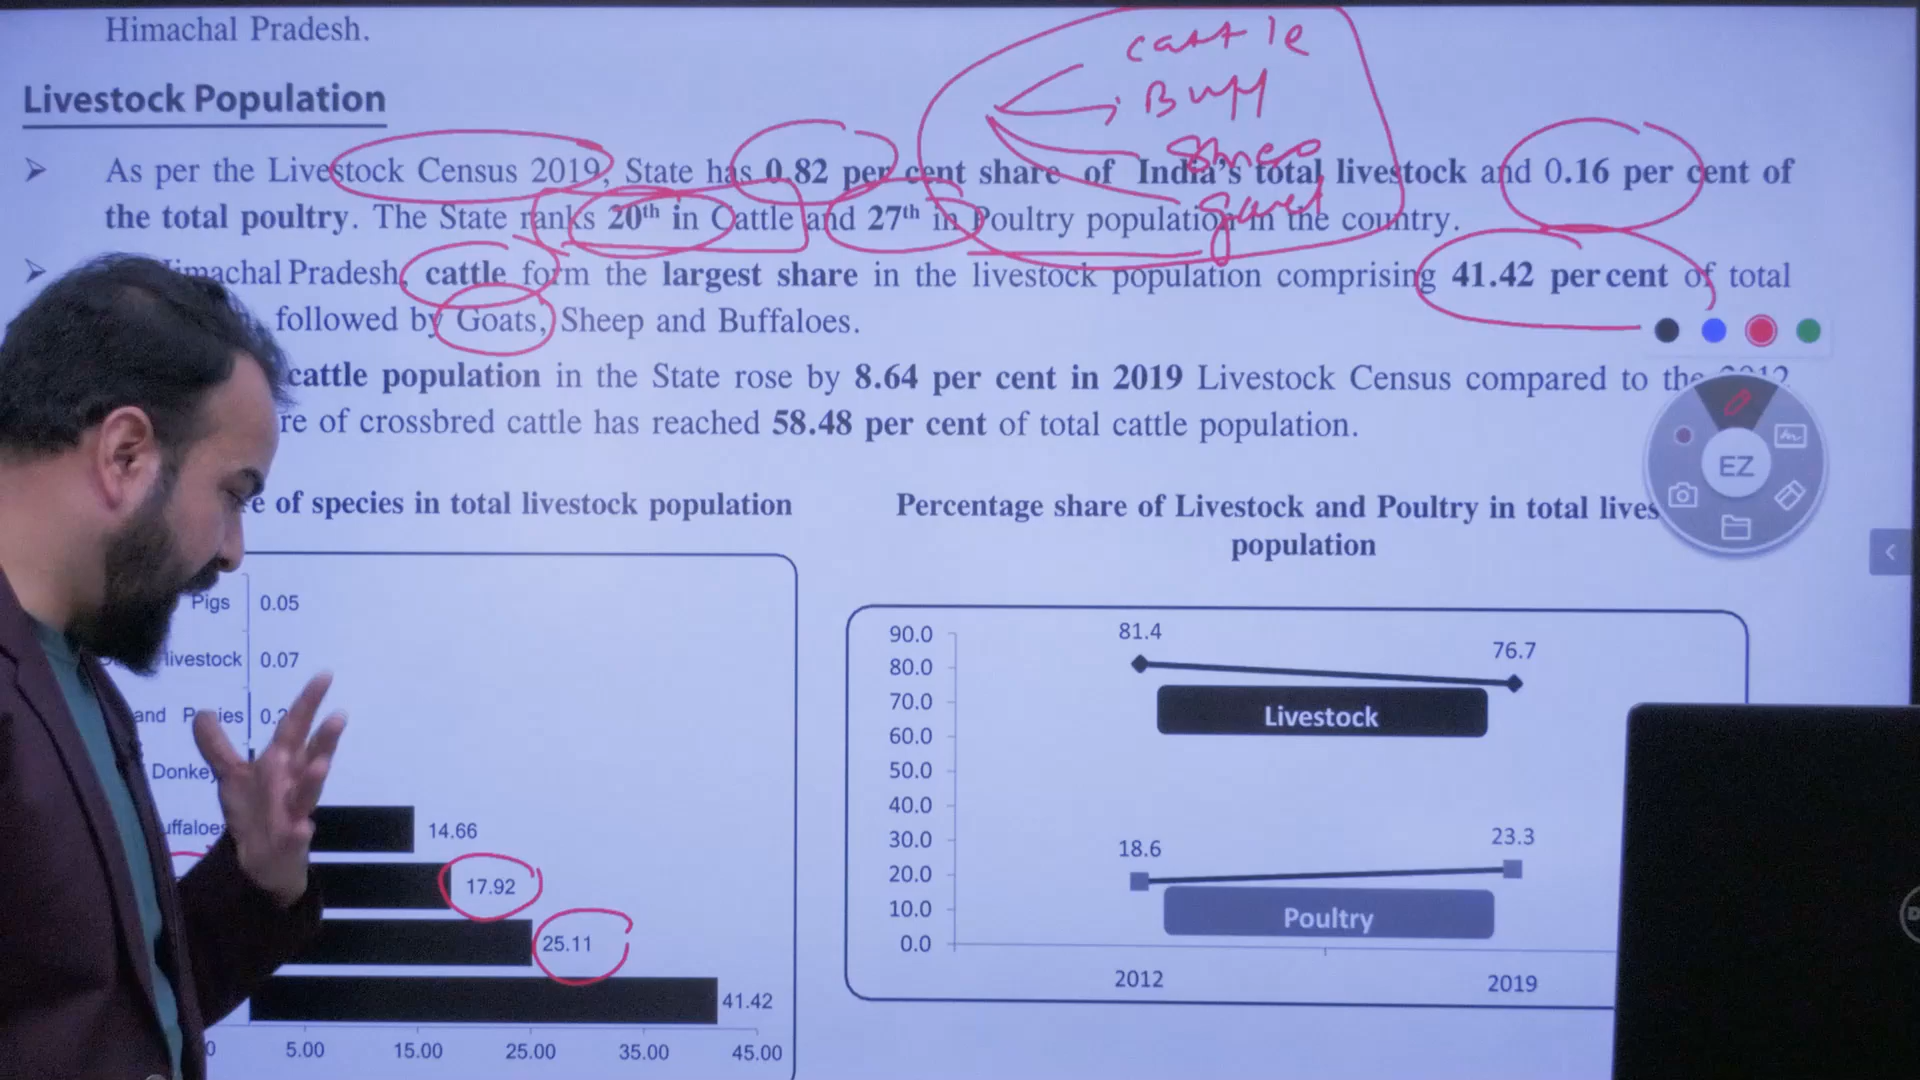 Himachal Pradesh.
cattle
Buff
Livestock Population
➢ As per the Livestock Census 2019, State has 0.82 per cent share of India's total livestock and 0.16 per cent of
the total poultry. The State ranks 20th in Cattle and 27th in Poultry population in the country.
➢ Himachal Pradesh, cattle form the largest share in the livestock population comprising 41.42 per cent of total
followed by Goats, Sheep and Buffaloes.
cattle population in the State rose by 8.64 per cent in 2019 Livestock Census compared to the 2012
re of crossbred cattle has reached 58.48 per cent of total cattle population.
EZ
e of species in total livestock population
Pigs 0.05
livestock 0.07
and Ponies 0.2
Donkey
uffaloes 14.66
17.92
25.11
41.42
0 5.00 15.00 25.00 35.00 45.00
Percentage share of Livestock and Poultry in total lives
population
90.0
80.0
70.0
60.0
50.0
40.0
30.0
20.0
10.0
0.0
81.4 76.7
Livestock
18.6 23.3
Poultry
2012 2019